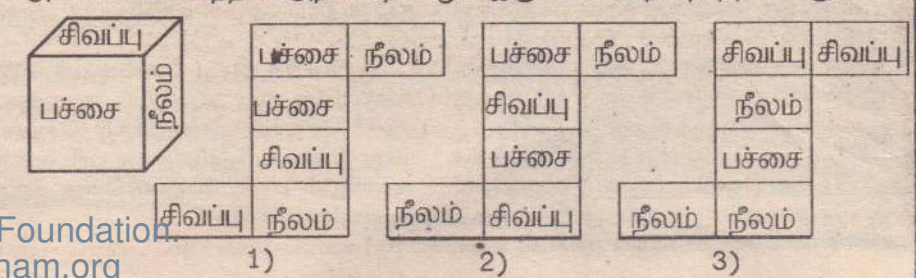 சிவப்பு
பச்சை
நீலம்
பச்சை நீலம்
பச்சை
சிவப்பு
சிவப்பு நீலம்
1)
பச்சை நீலம்
சிவப்பு
பச்சை
நீலம் சிவப்பு
2)
சிவப்பு சிவப்பு
நீலம்
பச்சை
நீலம் நீலம்
3)
Foundation.
ham.org